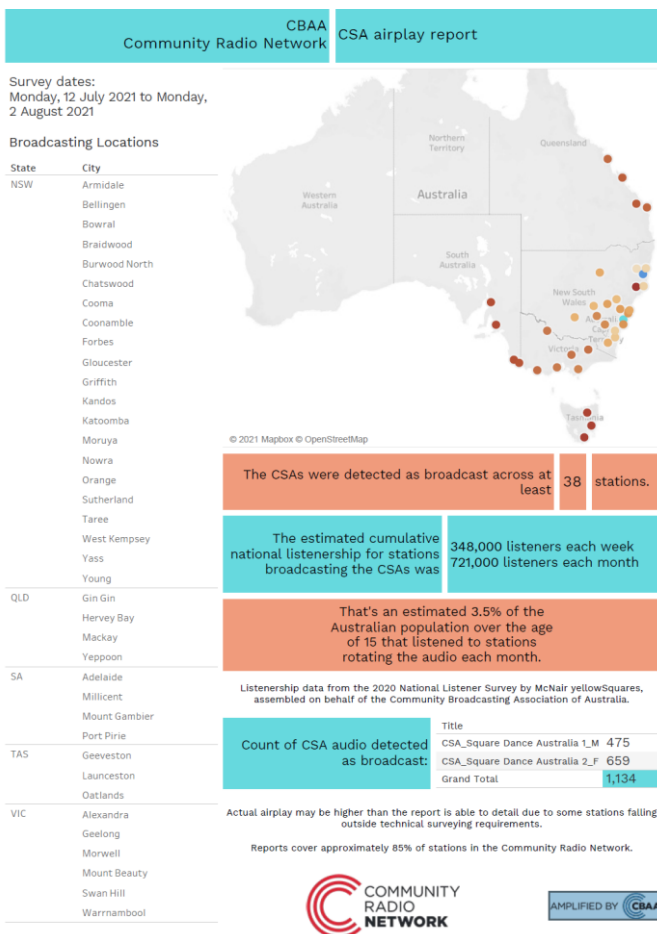 CBAA
Community Radio Network
CSA airplay report
Survey dates:
Monday, 12 July 2021 to Monday,
2 August 2021
Broadcasting Locations
State City
NSW Armidale
Bellingen
Bowral
Braidwood
Burwood North
Chatswood
Cooma
Coonamble
Forbes
Gloucester
Griffith
Kandos
Katoomba
Moruya
Nowra
Orange
Sutherland
Taree
West Kempsey
Yass
Young
QLD Gin Gin
Hervey Bay
Mackay
Yeppoon
SA Adelaide
Millicent
Mount Gambier
Port Pirie
TAS Geeveston
Launceston
Oatlands
VIC Alexandra
Geelong
Morwell
Mount Beauty
Swan Hill
Warrnambool
Northern
Territory
Queensland
Western
Australia
Australia
South
Australia
New South
Wales
Victoria
© 2021 Mapbox © OpenStreetMap
The CSAs were detected as broadcast across at
least
38
stations.
The estimated cumulative
national listenership for stations
broadcasting the CSAs was
348,000 listeners each week
721,000 listeners each month
That's an estimated 3.5% of the
Australian population over the age
of 15 that listened to stations
rotating the audio each month.
Listenership data from the 2020 National Listener Survey by McNair yellowSquares,
assembled on behalf of the Community Broadcasting Association of Australia.
Count of CSA audio detected
as broadcast:
Title
CSA_Square Dance Australia 1_M 475
CSA_Square Dance Australia 2_F 659
Grand Total 1,134
Actual airplay may be higher than the report is able to detail due to some stations falling
outside technical surveying requirements.
Reports cover approximately 85% of stations in the Community Radio Network.
COMMUNITY
RADIO
NETWORK
AMPLIFIED BY CBAA